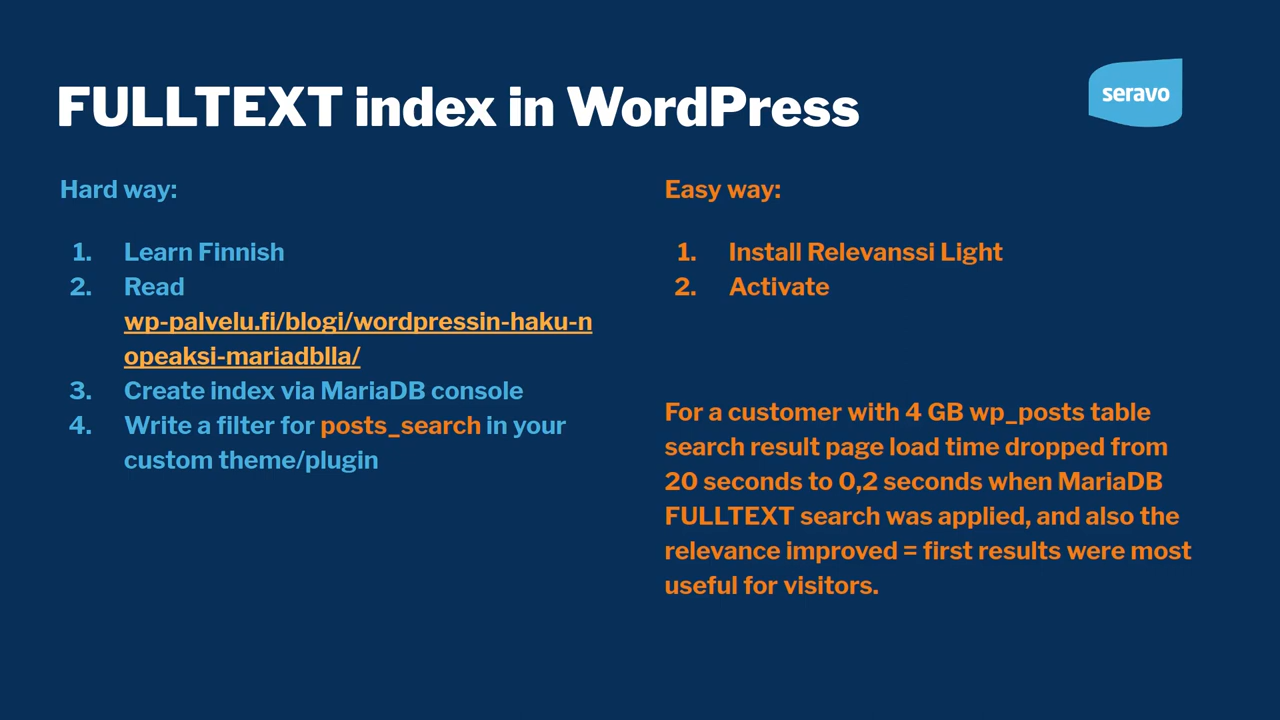 FULLTEXT index in WordPress
seravo
Hard way:
1. Learn Finnish
2. Read
wp-palvelu.fi/blogi/wordpressin-haku-n
opeaksi-mariadblla/
3. Create index via MariaDB console
4. Write a filter for posts_search in your
custom theme/plugin
Easy way:
1. Install Relevanssi Light
2. Activate
For a customer with 4 GB wp_posts table
search result page load time dropped from
20 seconds to 0,2 seconds when MariaDB
FULLTEXT search was applied, and also the
relevance improved = first results were most
useful for visitors.